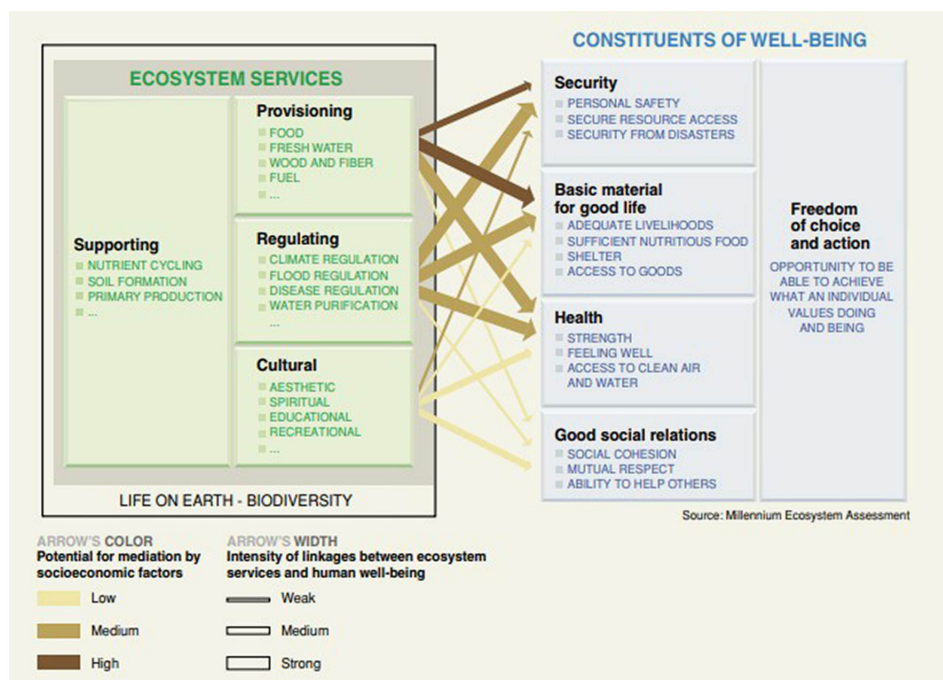 CONSTITUENTS OF WELL-BEING
ECOSYSTEM SERVICES
Supporting
NUTRIENT CYCLING
SOIL FORMATION
PRIMARY PRODUCTION
...
Provisioning
FOOD
FRESH WATER
WOOD AND FIBER
FUEL
...
Regulating
CLIMATE REGULATION
FLOOD REGULATION
DISEASE REGULATION
WATER PURIFICATION
...
Cultural
AESTHETIC
SPIRITUAL
EDUCATIONAL
RECREATIONAL
...
LIFE ON EARTH - BIODIVERSITY
Security
PERSONAL SAFETY
SECURE RESOURCE ACCESS
SECURITY FROM DISASTERS
Basic material
for good life
ADEQUATE LIVELIHOODS
SUFFICIENT NUTRITIOUS FOOD
SHELTER
ACCESS TO GOODS
Health
STRENGTH
FEELING WELL
ACCESS TO CLEAN AIR
AND WATER
Good social relations
SOCIAL COHESION
MUTUAL RESPECT
ABILITY TO HELP OTHERS
Freedom
of choice
and action
OPPORTUNITY TO BE
ABLE TO ACHIEVE
WHAT AN INDIVIDUAL
VALUES DOING
AND BEING
Source: Millennium Ecosystem Assessment
ARROW'S COLOR
Potential for mediation by
socioeconomic factors
Low
Medium
High
ARROW'S WIDTH
Intensity of linkages between ecosystem
services and human well-being
Weak
Medium
Strong